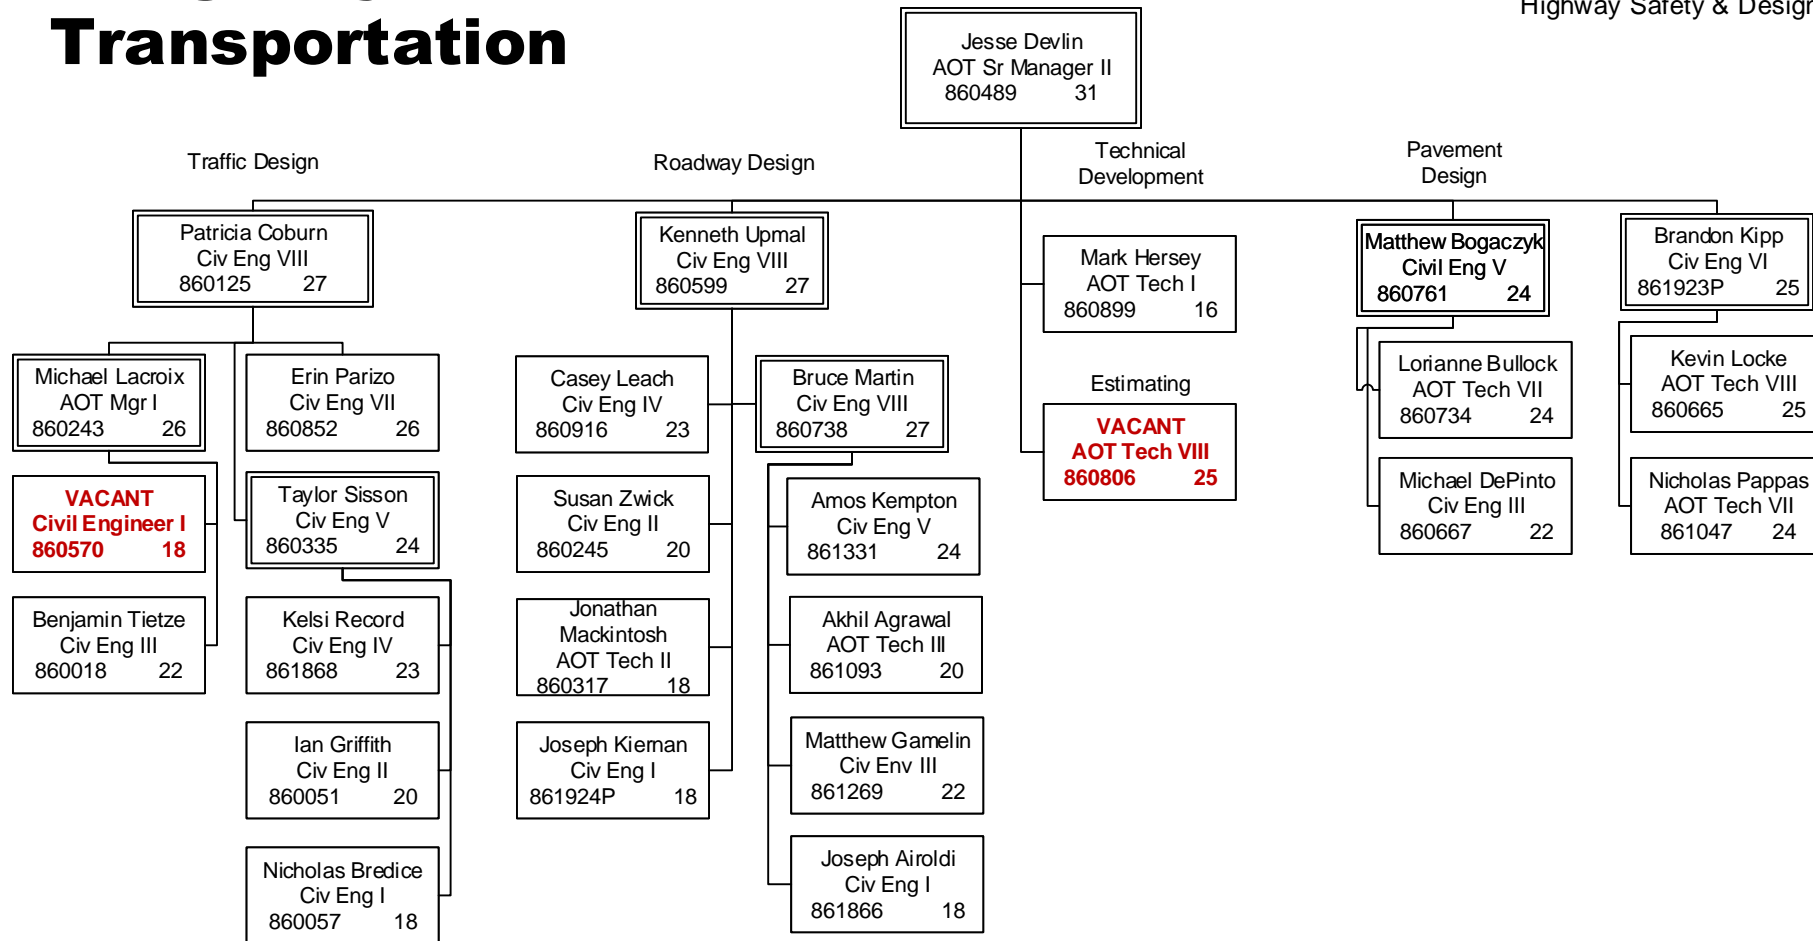 Transportation
Highway Safety & Design
Jesse Devlin
AOT Sr Manager II
860489 31
Traffic Design
Roadway Design
Technical
Development
Pavement
Design
Patricia Coburn
Civ Eng VIII
860125 27
Kenneth Upmal
Civ Eng VIII
860599 27
Mark Hersey
AOT Tech I
860899 16
Matthew Bogaczyk
Civil Eng V
860761 24
Brandon Kipp
Civ Eng VI
861923P 25
Michael Lacroix
AOT Mgr I
860243 26
Erin Parizo
Civ Eng VII
860852 26
Casey Leach
Civ Eng IV
860916 23
Bruce Martin
Civ Eng VIII
860738 27
Estimating
VACANT
AOT Tech VIII
860806 25
Lorianne Bullock
AOT Tech VII
860734 24
Kevin Locke
AOT Tech VIII
860665 25
VACANT
Civil Engineer I
860570 18
Taylor Sisson
Civ Eng V
860335 24
Susan Zwick
Civ Eng II
860245 20
Amos Kempton
Civ Eng V
861331 24
Michael DePinto
Civ Eng III
860667 22
Nicholas Pappas
AOT Tech VII
861047 24
Benjamin Tietze
Civ Eng III
860018 22
Kelsi Record
Civ Eng IV
861868 23
Jonathan
Mackintosh
AOT Tech II
860317 18
Akhil Agrawal
AOT Tech III
861093 20
Ian Griffith
Civ Eng II
860051 20
Joseph Kiernan
Civ Eng I
861924P 18
Matthew Gamelin
Civ Env III
861269 22
Nicholas Bredice
Civ Eng I
860057 18
Joseph Airoldi
Civ Eng I
861866 18